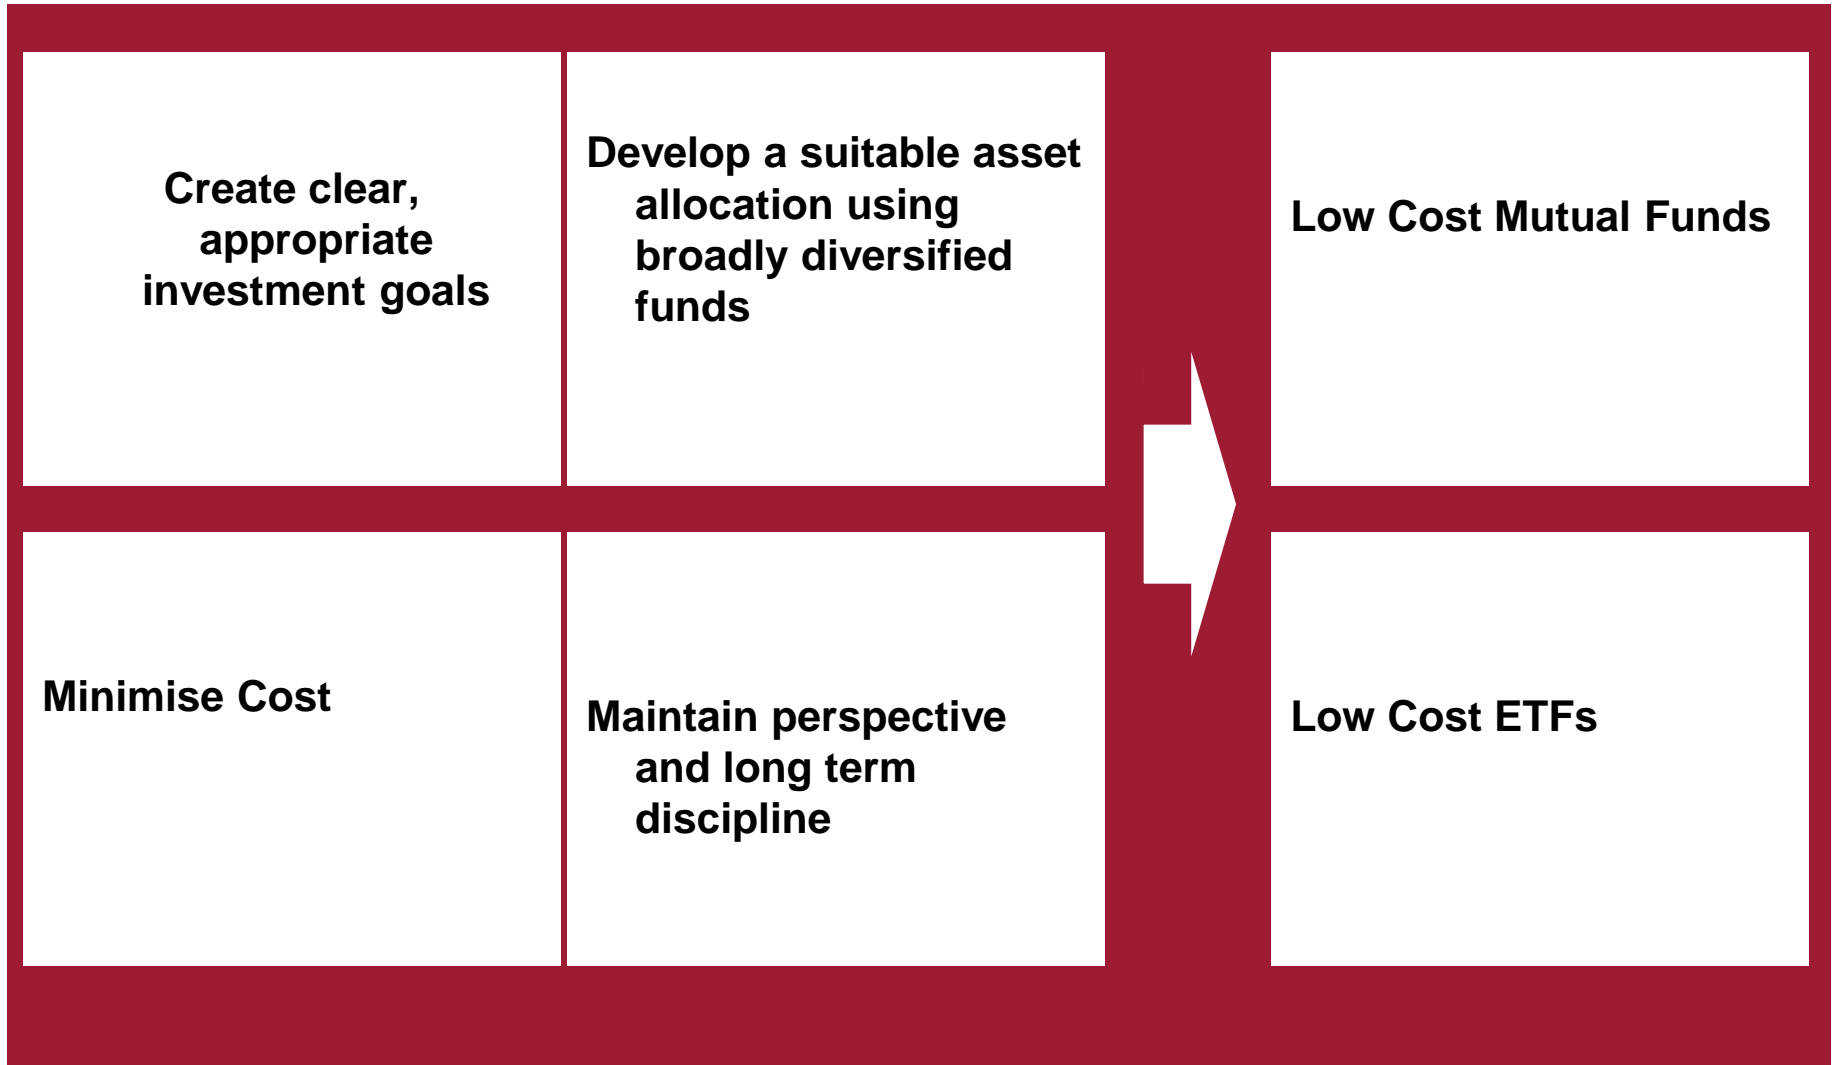 Create clear,
appropriate
investment goals
Develop a suitable asset
allocation using
broadly diversified
funds
Low Cost Mutual Funds
Minimise Cost
Maintain perspective
and long term
discipline
Low Cost ETFs